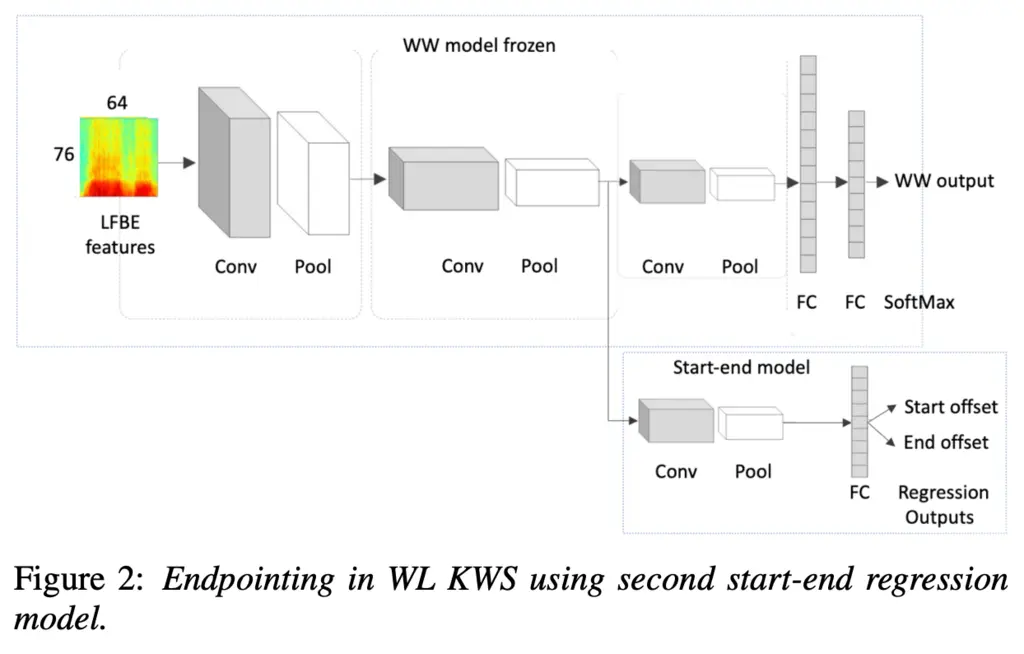 WW model frozen
64
76
LFBE
features
Conv Pool
Conv Pool
Conv Pool
FC FC SoftMax
WW output
Start-end model
Conv Pool
FC
Start offset
End offset
Regression
Outputs
Figure 2: Endpointing in WL KWS using second start-end regression
model.